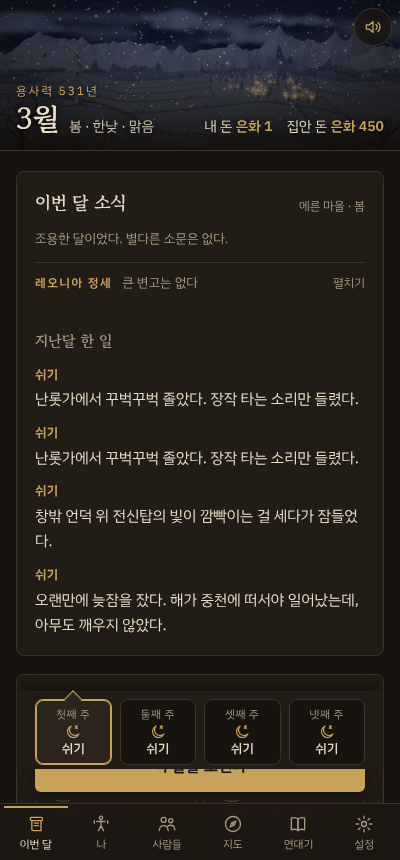 용사력 531년
3월 봄 · 한낮 · 맑음 내 돈 은화 1 집안 돈 은화 450
이번 달 소식 에른 마을 · 봄
조용한 달이었다. 별다른 소문은 없다.
레오니아 정세 큰 변고는 없다 펼치기
지난달 한 일
쉬기
난롯가에서 꾸벅꾸벅 졸았다. 장작 타는 소리만 들렸다.
쉬기
난롯가에서 꾸벅꾸벅 졸았다. 장작 타는 소리만 들렸다.
쉬기
창밖 언덕 위 전신탑의 빛이 깜빡이는 걸 세다가 잠들었
다.
쉬기
오랜만에 늦잠을 잤다. 해가 중천에 떠서야 일어났는데,
아무도 깨우지 않았다.
첫째 주 둘째 주 셋째 주 넷째 주
쉬기 쉬기 쉬기 쉬기
이번 달 나 사람들 지도 연대기 설정